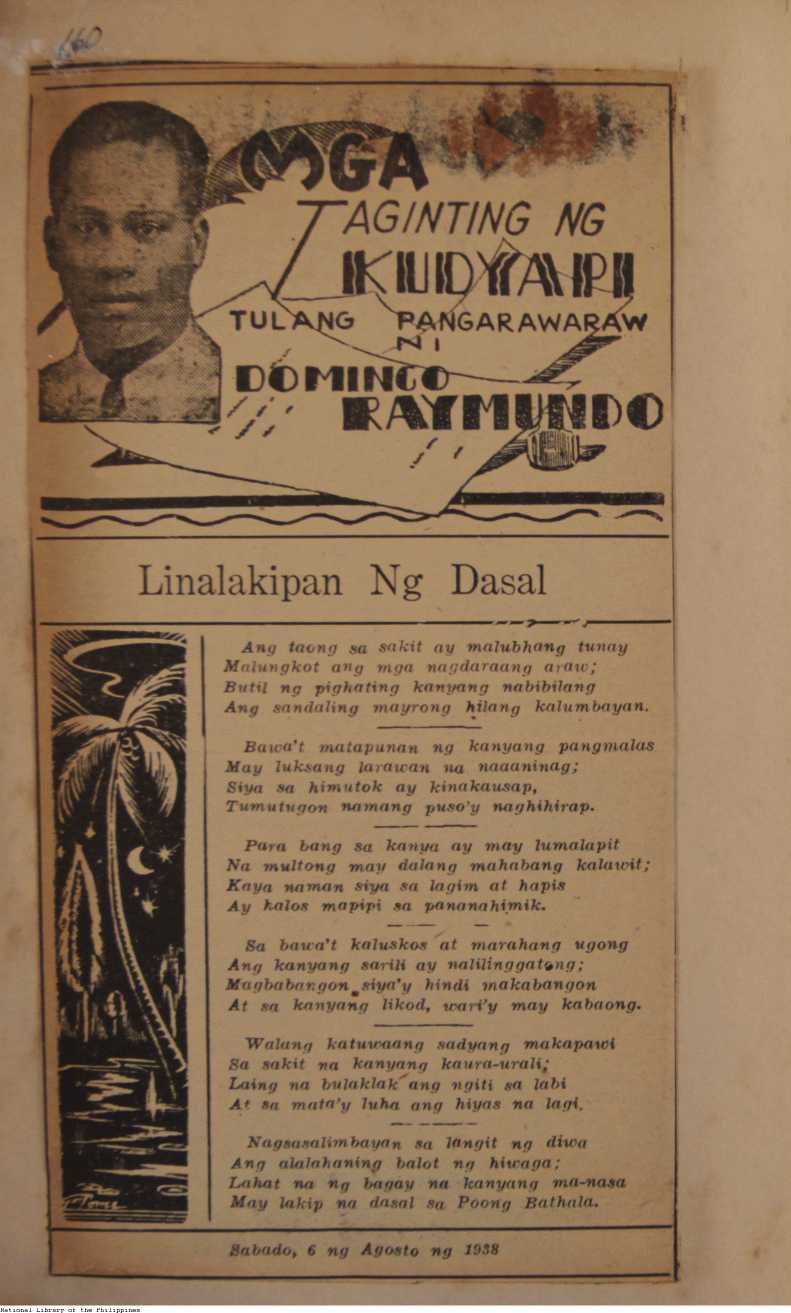 160
MGA
TAGINTING NG
KUDYAPI
TULANG PANGARAWARAW
NI
DOMINGO
RAYMUNDO
Linalakipan Ng Dasal
Ang taong sa sakit ay malubhang tunay
Malungkot ang mga nagdaraang araw;
Butil ng pighating kanyang nabibilang
Ang sandaling mayrong hilang kalumbayan.
Bawa't matapunan ng kanyang pangmalas
May luksang larawan na naaaninag;
Siya sa himutok ay kinakausap,
Tumutugon namang puso'y naghihirap.
Para bang sa kanya ay may lumalapit
Na multong may dalang mahabang kalawit;
Kaya naman siya sa lagim at hapis
Ay halos mapipi sa pananahimik.
Sa bawa't kaluskos at marahang ugong
Ang kanyang sarili ay nalilinggatong;
Magbabangon siya'y hindi makabangon
At sa kanyang likod, wari'y may kabaong.
Walang katuwaang sadyang makapawi
Sa sakit na kanyang kaura-urali;
Laing na bulaklak ang ngiti sa labi
At sa mata'y luha ang hiyas na lagi.
Nagsasalimbayan sa langit ng diwa
Ang alalahaning balot ng hiwaga;
Lahat na ng bagay na kanyang ma-nasa
May lakip na dasal sa Poong Bathala.
Sabado, 6 ng Agosto ng 1938
National Library of the Philippines